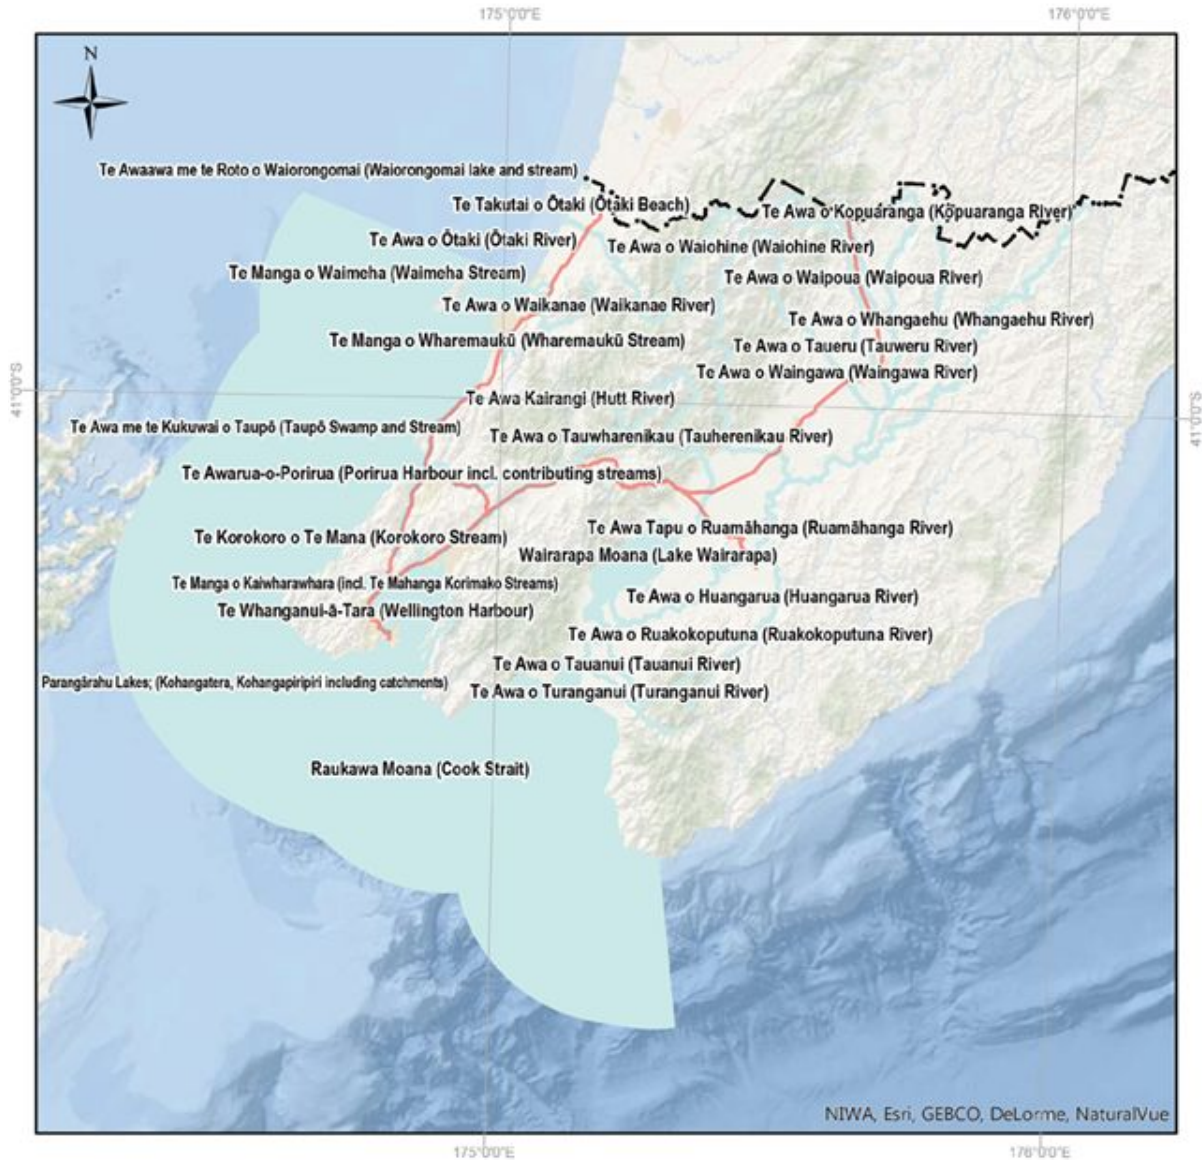 175°0'0"E
176°0'0"E
N
Te Awaawa me te Roto o Waiorongomai (Waiorongomai lake and stream)
Te Takutai o Ōtaki (Ōtaki Beach)
Te Awa o Kopuaranga (Kōpuaranga River)
Te Awa o Ōtaki (Ōtaki River)
Te Awa o Waiohine (Waiohine River)
Te Manga o Waimeha (Waimeha Stream)
Te Awa o Waipoua (Waipoua River)
Te Awa o Waikanae (Waikanae River)
Te Awa o Whangaehu (Whangaehu River)
Te Manga o Wharemaukū (Wharemaukū Stream)
Te Awa o Taueru (Tauweru River)
Te Awa o Waingawa (Waingawa River)
41°0'0"S
41°0'0"S
Te Awa Kairangi (Hutt River)
Te Awa me te Kukuwai o Taupō (Taupō Swamp and Stream)
Te Awa o Tauwharenikau (Tauherenikau River)
Te Awarua-o-Porirua (Porirua Harbour incl. contributing streams)
Te Awa Tapu o Ruamāhanga (Ruamāhanga River)
Te Korokoro o Te Mana (Korokoro Stream)
Wairarapa Moana (Lake Wairarapa)
Te Manga o Kaiwharawhara (incl. Te Mahanga Korimako Streams)
Te Awa o Huangarua (Huangarua River)
Te Whanganui-ā-Tara (Wellington Harbour)
Te Awa o Ruakokoputuna (Ruakokoputuna River)
Te Awa o Tauanui (Tauanui River)
Parangārahu Lakes; (Kohangatera, Kohangapiripiri including catchments)
Te Awa o Turanganui (Turanganui River)
Raukawa Moana (Cook Strait)
NIWA, Esri, GEBCO, DeLorme, NaturalVue
175°0'0"E
176°0'0"E